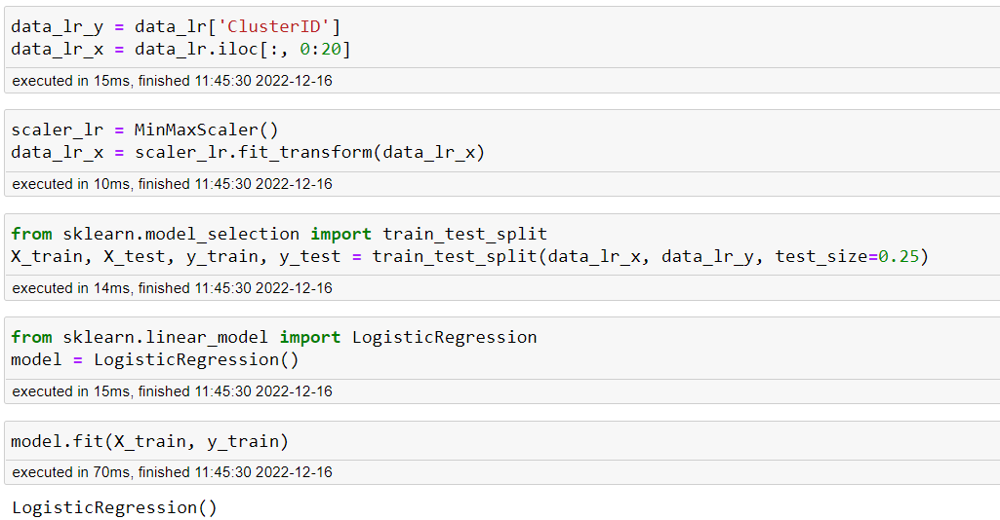 data_lr_y = data_lr['ClusterID']
data_lr_x = data_lr.iloc[:, 0:20]
executed in 15ms, finished 11:45:30 2022-12-16
scaler_lr = MinMaxScaler()
data_lr_x = scaler_lr.fit_transform(data_lr_x)
executed in 10ms, finished 11:45:30 2022-12-16
from sklearn.model_selection import train_test_split
X_train, X_test, y_train, y_test = train_test_split(data_lr_x, data_lr_y, test_size=0.25)
executed in 14ms, finished 11:45:30 2022-12-16
from sklearn.linear_model import LogisticRegression
model = LogisticRegression()
executed in 15ms, finished 11:45:30 2022-12-16
model.fit(X_train, y_train)
executed in 70ms, finished 11:45:30 2022-12-16
LogisticRegression()